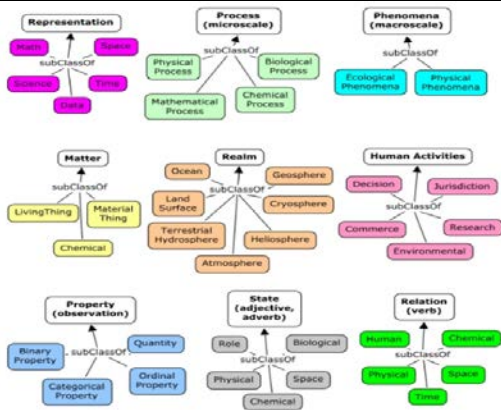 Representation
Math
Space
subClassOf
Science
Time
Data
Process
(microscale)
subClassOf
Physical
Process
Biological
Process
Mathematical
Process
Chemical
Process
Phenomena
(macroscale)
subClassOf
Ecological
Phenomena
Physical
Phenomena
Matter
subClassOf
LivingThing
Material
Thing
Chemical
Realm
Ocean
subClassOf
Geosphere
Land
Surface
Cryosphere
Terrestrial
Hydrosphere
Heliosphere
Atmosphere
Human Activities
Decision
Jurisdiction
subClassOf
Commerce
Research
Environmental
Property
(observation)
Binary
Property
subClassOf
Quantity
Categorical
Property
Ordinal
Property
State
(adjective,
adverb)
Role
Biological
subClassOf
Physical
Space
Chemical
Relation
(verb)
Human
Chemical
subClassOf
Physical
Space
Time